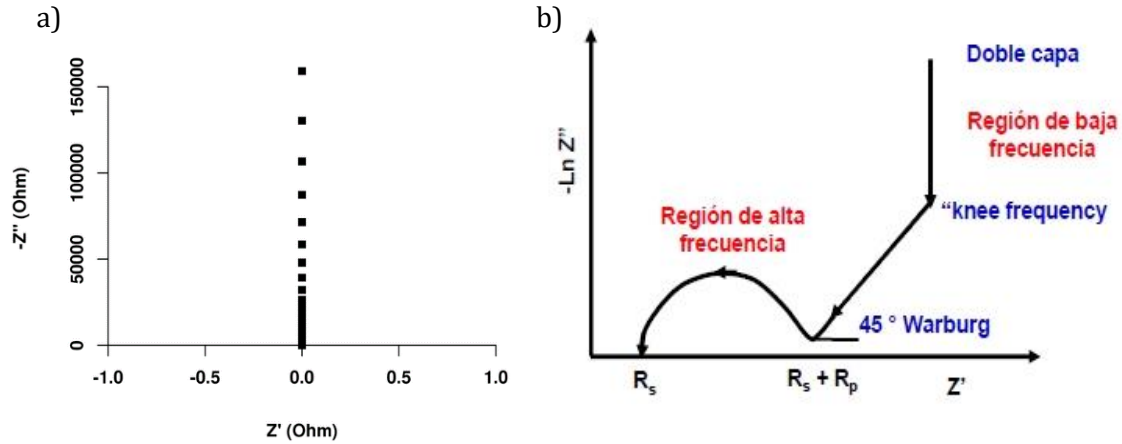 a)
150000
100000
50000
0
-Z" (Ohm)
-1.0
-0.5
0.0
0.5
1.0
Z' (Ohm)
b)
Doble capa
Región de baja
frecuencia
"knee frequency
Región de alta
frecuencia
45 ° Warburg
-Ln Z"
Rs
Rs + Rp
Z'